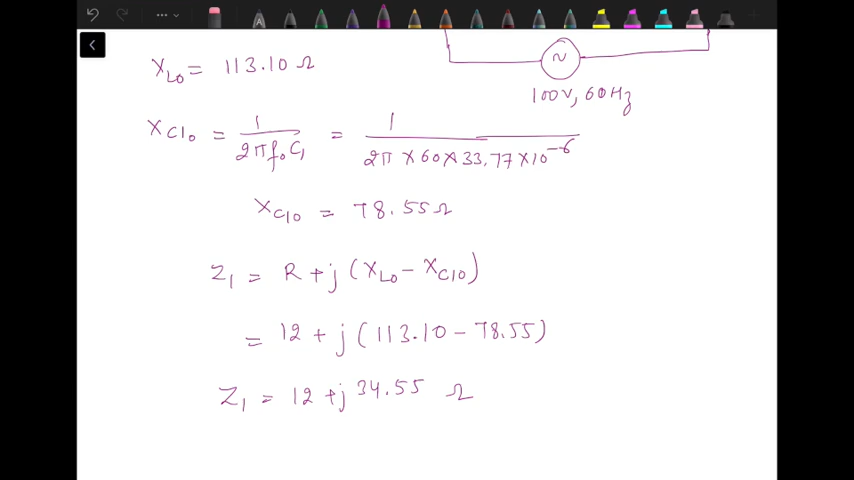 X_L0 = 113.10 Ω
100V, 60Hz
X_C10 = 1 / (2πf₀C₁) = 1 / (2π × 60 × 33.77 × 10^-6)
X_C10 = 78.55 Ω
Z₁ = R + j (X_L0 - X_C10)
= 12 + j (113.10 - 78.55)
Z₁ = 12 + j 34.55 Ω